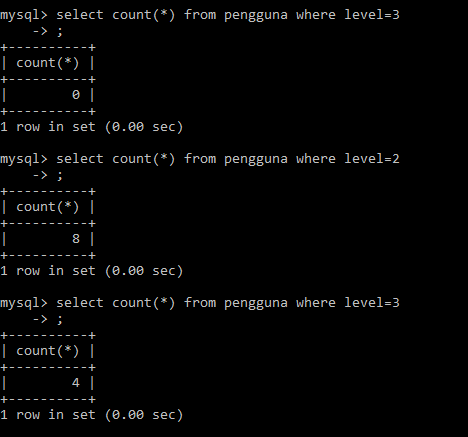 mysql> select count(*) from pengguna where level=3
    -> ;
+----------+
| count(*) |
+----------+
|        0 |
+----------+
1 row in set (0.00 sec)

mysql> select count(*) from pengguna where level=2
    -> ;
+----------+
| count(*) |
+----------+
|        8 |
+----------+
1 row in set (0.00 sec)

mysql> select count(*) from pengguna where level=3
    -> ;
+----------+
| count(*) |
+----------+
|        4 |
+----------+
1 row in set (0.00 sec)